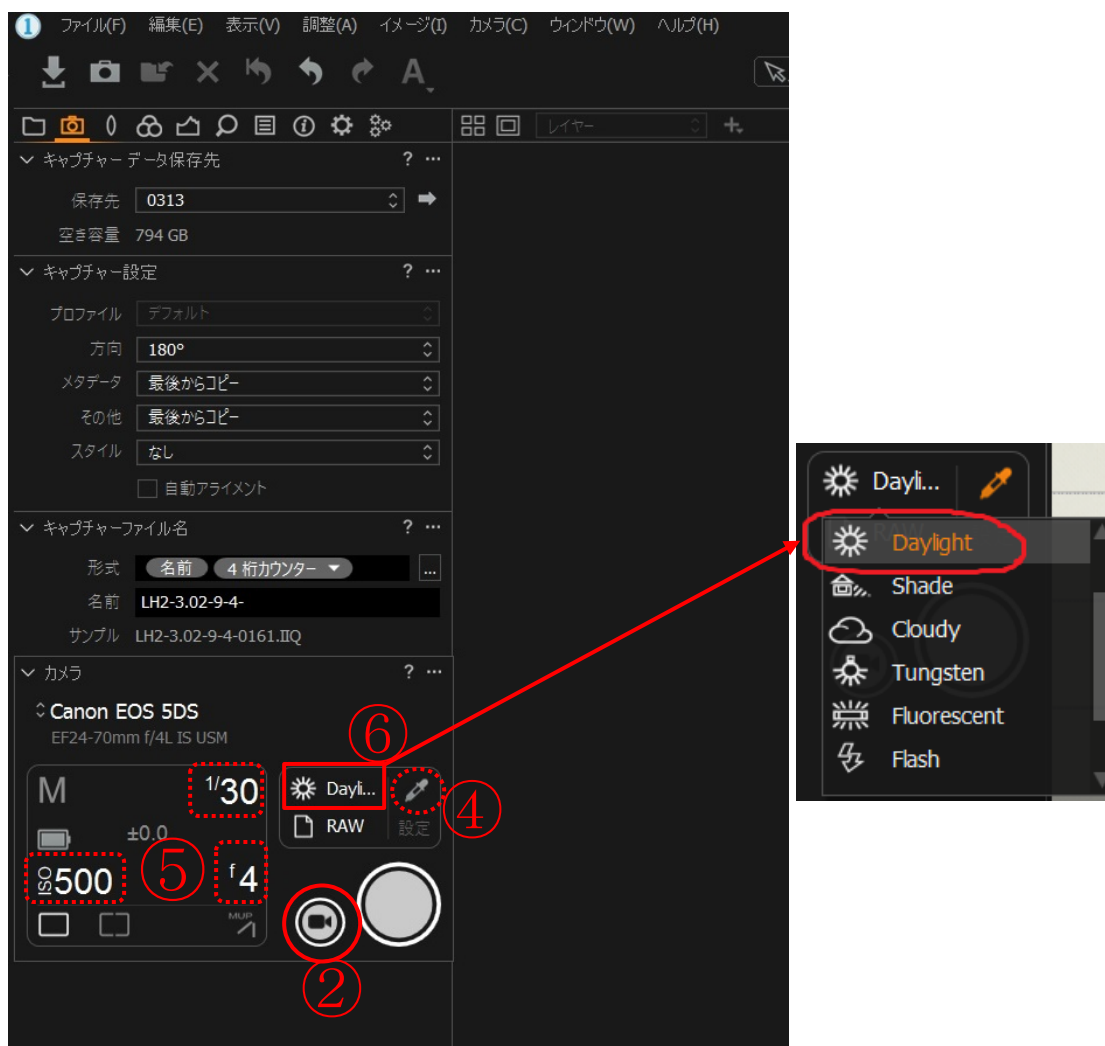 ファイル(F) 編集(E) 表示(V) 調整(A) イメージ(I) カメラ(C) ウィンドウ(W) ヘルプ(H)
A
レイヤー
キャプチャー データ保存先 ? ...
保存先 0313
空き容量 794 GB
キャプチャー設定 ? ...
プロファイル デフォルト
方向 180°
メタデータ 最後からコピー
その他 最後からコピー
スタイル なし
自動アライメント
キャプチャーファイル名 ? ...
形式 名前 4 桁カウンター ...
名前 LH2-3.02-9-4-
サンプル LH2-3.02-9-4-0161.IIQ
カメラ ? ...
Canon EOS 5DS
EF24-70mm f/4L IS USM
⑥
M 1/30 Dayli...
④
±0.0 RAW 設定
⑤
ISO 500 f 4
MUP
②
Dayli...
RAW
Daylight
Shade
Cloudy
Tungsten
Fluorescent
Flash